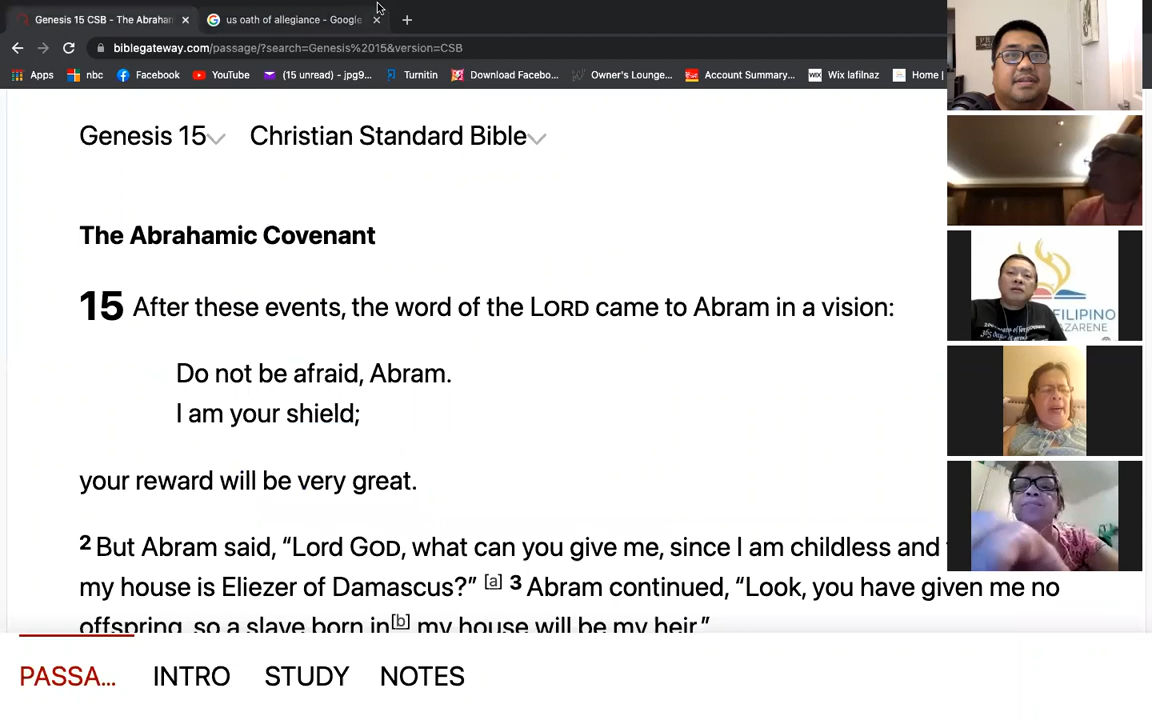 Genesis 15 CSB - The Abrahan
us oath of allegiance - Google
biblegateway.com/passage/?search=Genesis%2015&version=CSB
Apps nbc Facebook YouTube (15 unread) - jpg9... Turnitin Download Facebo... Owner's Lounge... Account Summary... WIX Wix lafilnaz Home |
Genesis 15 Christian Standard Bible
The Abrahamic Covenant
15 After these events, the word of the LORD came to Abram in a vision:
Do not be afraid, Abram.
I am your shield;
your reward will be very great.
2 But Abram said, “Lord GOD, what can you give me, since I am childless and
my house is Eliezer of Damascus?” [a] 3 Abram continued, “Look, you have given me no
offspring, so a slave born in[b] my house will be my heir.”
PASSA... INTRO STUDY NOTES
FILIPINO
AZARENE